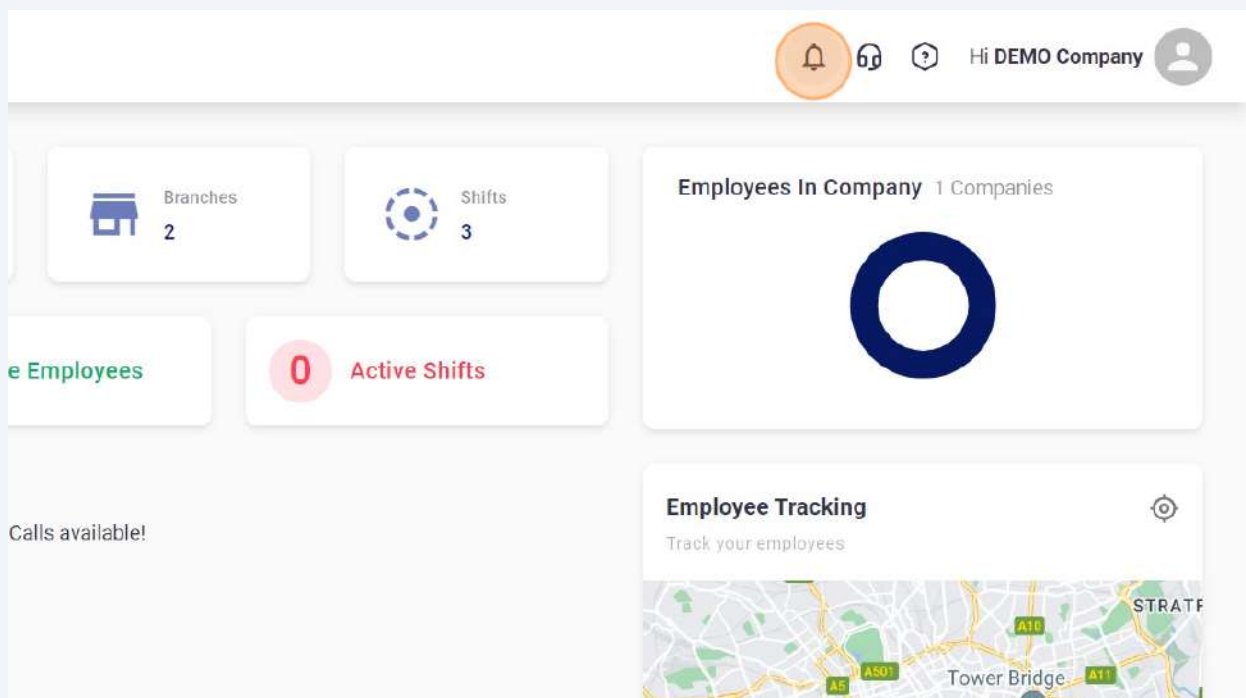 Hi DEMO Company
Branches
2
Shifts
3
Employees In Company 1 Companies
e Employees
0 Active Shifts
Calls available!
Employee Tracking
Track your employees
STRATF
A10
A501
Tower Bridge
A11
A5